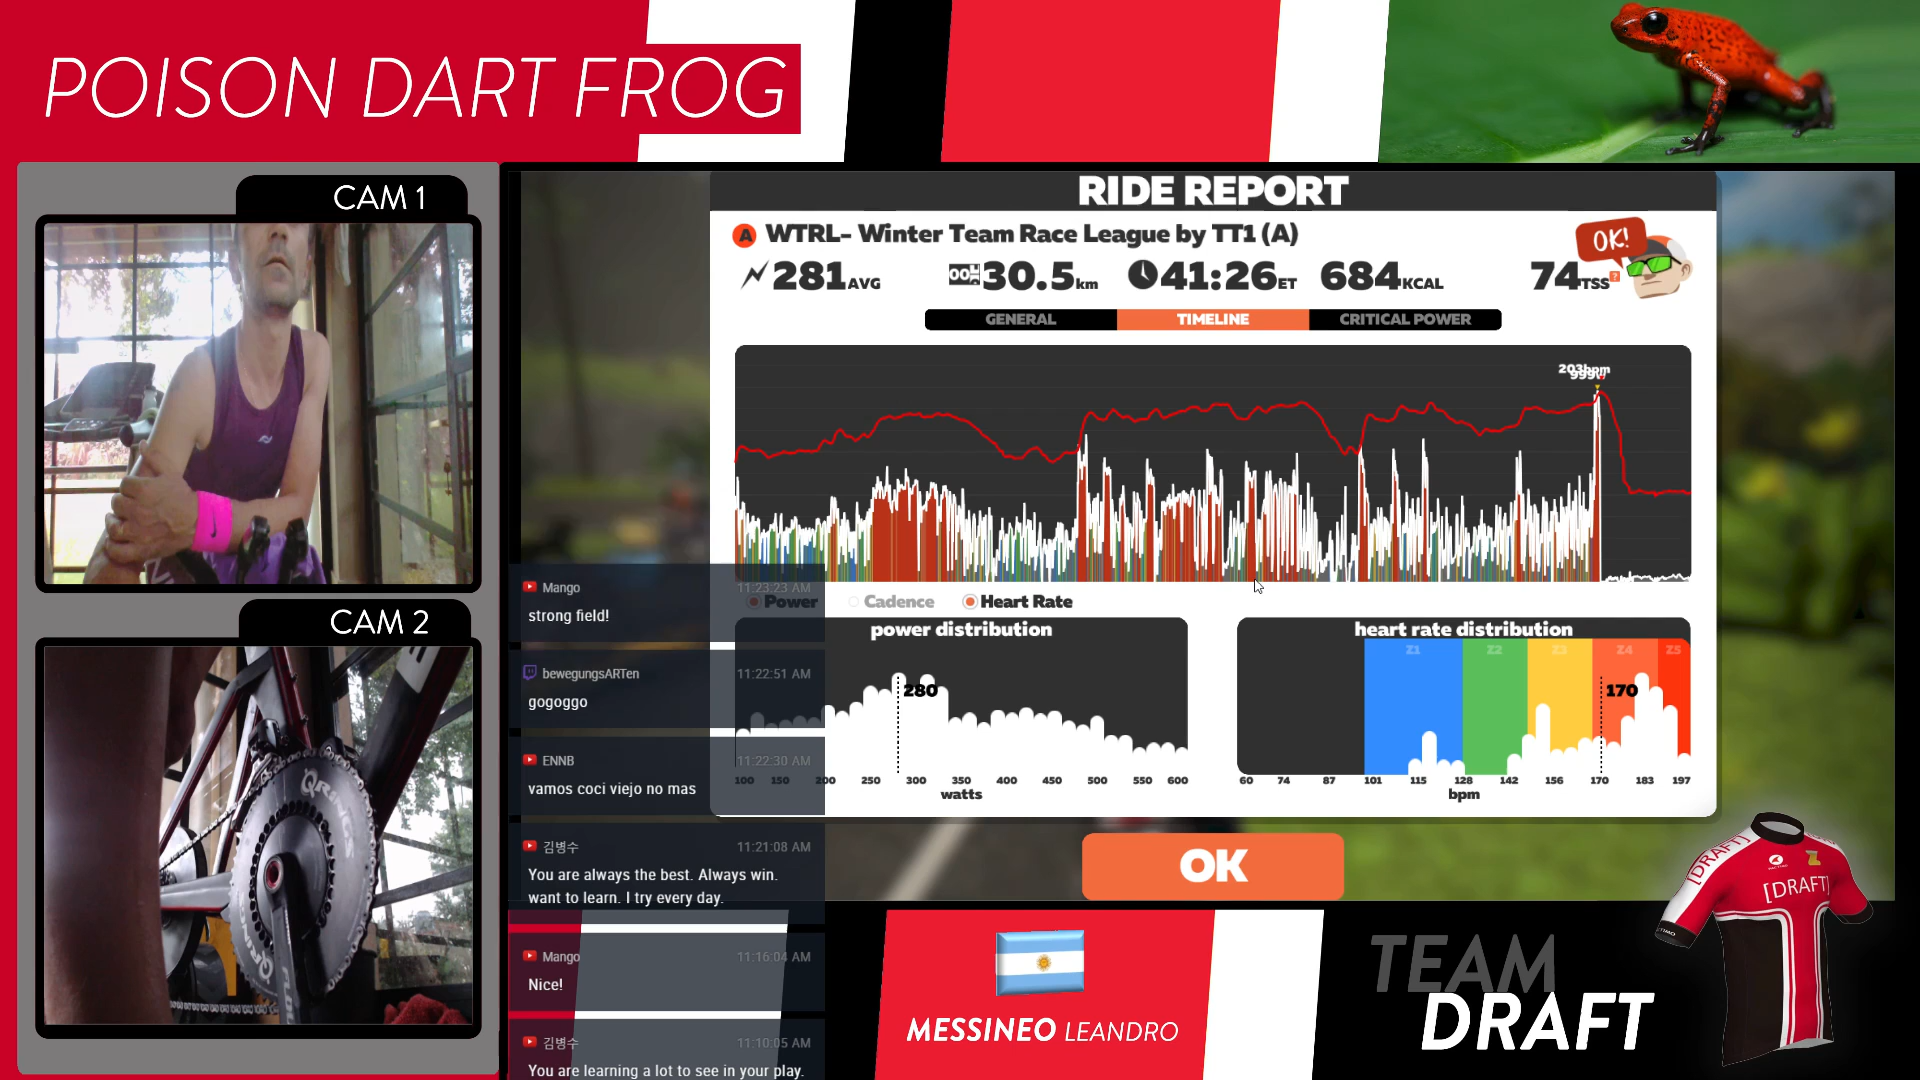 POISON DART FROG
CAM 1
CAM 2
RIDE REPORT
A WTRL- Winter Team Race League by TT1 (A)
281AVG 30.5km 41:26ET 684KCAL 74TSS
OK!
GENERAL TIMELINE CRITICAL POWER
203bpm
999w
Power Cadence Heart Rate
power distribution
280
100 150 200 250 300 350 400 450 500 550 600
watts
heart rate distribution
Z1 Z2 Z3 Z4 Z5
170
60 74 87 101 115 128 142 156 170 183 197
bpm
OK
Mango 11:23:23 AM
strong field!
bewegungsARTen 11:22:51 AM
gogoggo
ENNB 11:22:30 AM
vamos coci viejo no mas
김병수 11:21:08 AM
You are always the best. Always win.
want to learn. I try every day.
Mango 11:16:04 AM
Nice!
김병수 11:10:05 AM
You are learning a lot to see in your play.
MESSINEO LEANDRO
TEAM
DRAFT
[DRAFT]
[DRAFT]
QRINGS